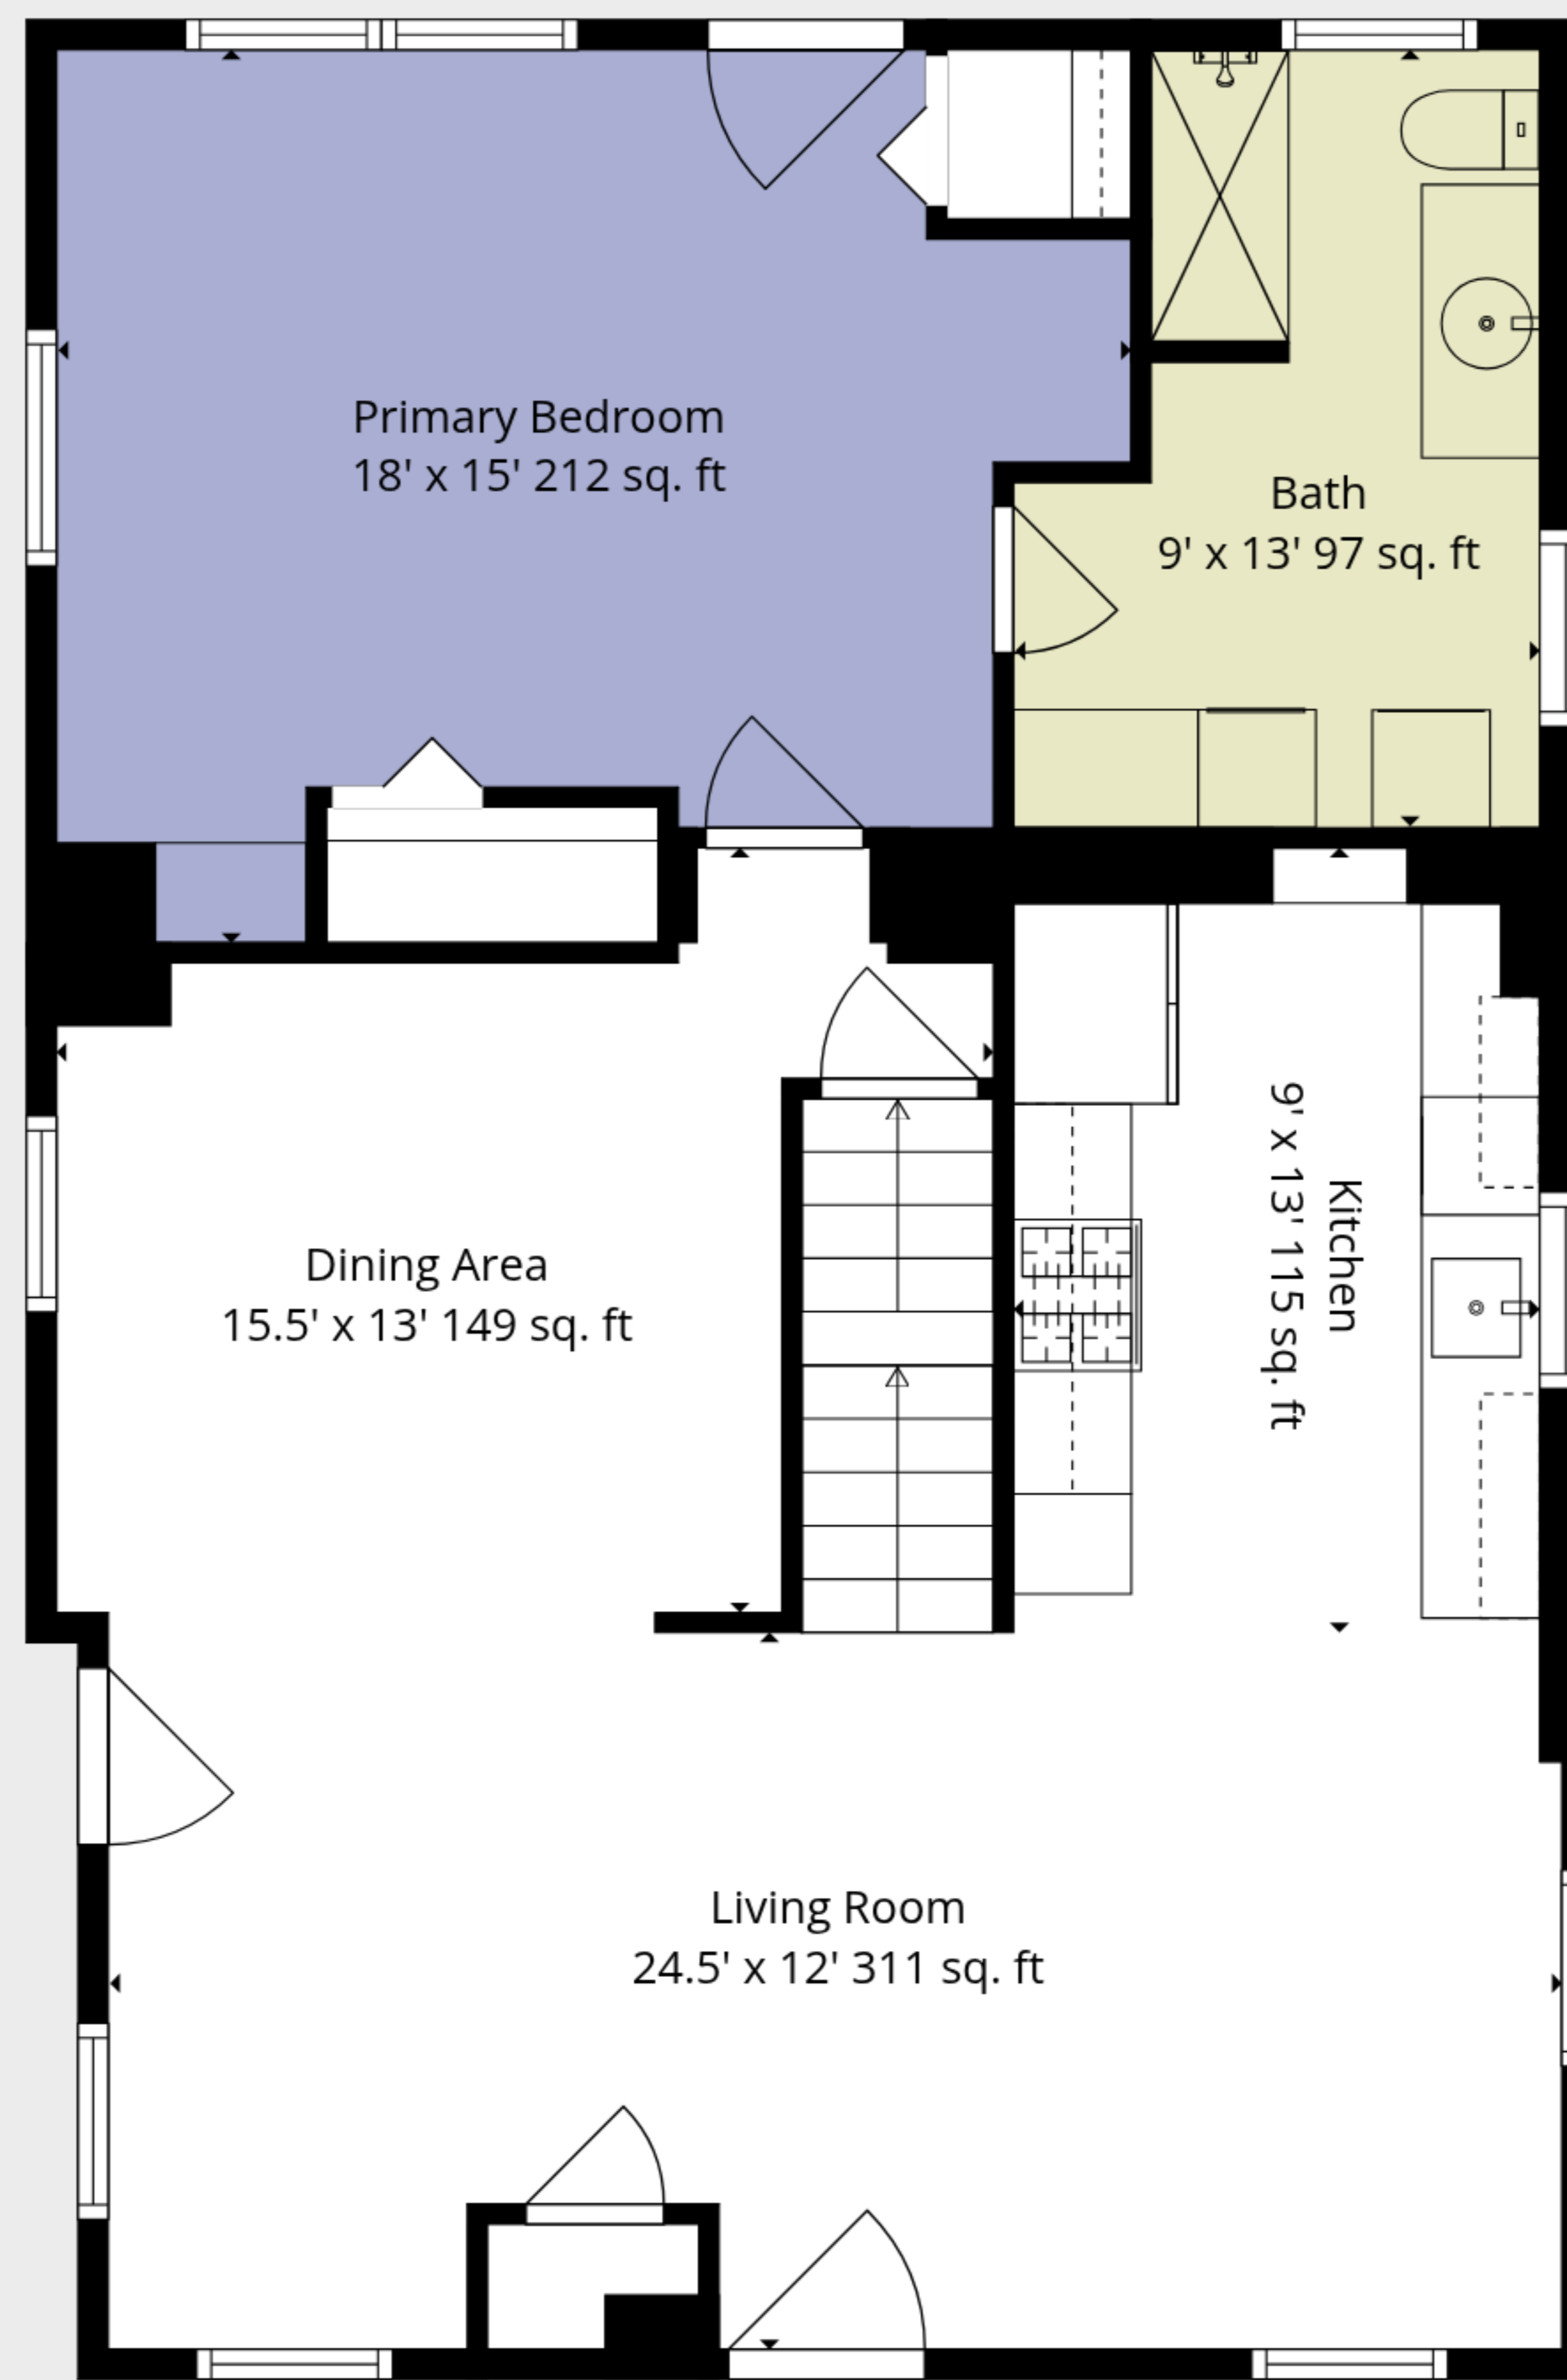 Primary Bedroom
18' x 15' 212 sq. ft
Bath
9' x 13' 97 sq. ft
Kitchen
9' x 13' 115 sq. ft
Dining Area
15.5' x 13' 149 sq. ft
Living Room
24.5' x 12' 311 sq. ft